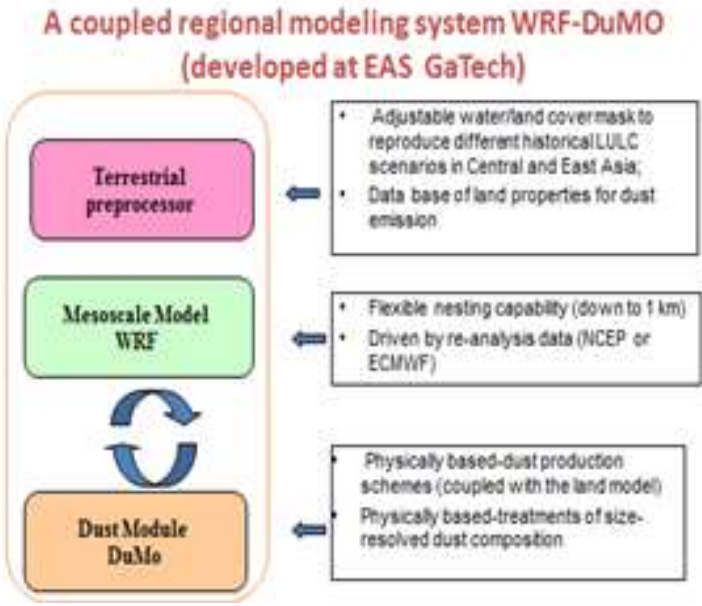 A coupled regional modeling system WRF-DuMO
(developed at EAS GaTech)
Terrestrial
preprocessor
• Adjustable water/land covermask to
reproduce different historical LULC
scenarios in Central and East Asia;
• Data base of land properties for dust
emission
Mesoscale Model
WRF
• Flexible nesting capability (down to 1 km)
• Driven by re-analysis data (NCEP or
ECMWF)
Dust Module
DuMo
• Physically based-dust production
schemes (coupled with the land model)
• Physically based-treatments of size-
resolved dust composition